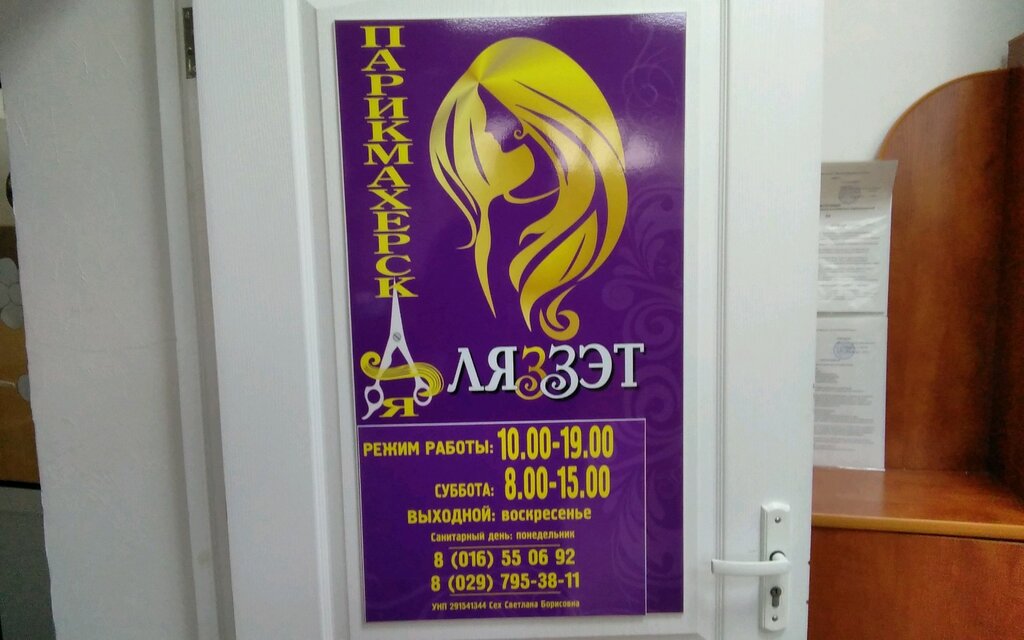 ПАРИКМАХЕРСКАЯ
ЛЯЗЗЭТ
РЕЖИМ РАБОТЫ: 10.00-19.00
СУББОТА: 8.00-15.00
ВЫХОДНОЙ: воскресенье
Санитарный день: понедельник
8 (016) 55 06 92
8 (029) 795-38-11
УНП 291541344 Сех Светлана Борисовна